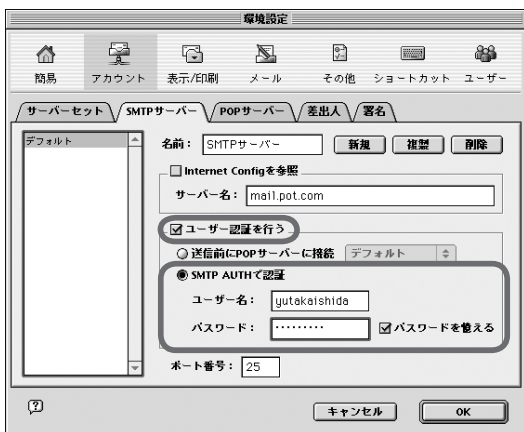 環境設定
簡易 アカウント 表示/印刷 メール その他 ショートカット ユーザー
サーバーセット SMTPサーバー POPサーバー 差出人 署名
デフォルト
名前： SMTPサーバー 新規 複製 削除
Internet Configを参照
サーバー名： mail.pot.com
ユーザー認証を行う
送信前にPOPサーバーに接続 デフォルト
SMTP AUTHで認証
ユーザー名： yutakaishida
パスワード： ········· パスワードを覚える
ポート番号： 25
? キャンセル OK